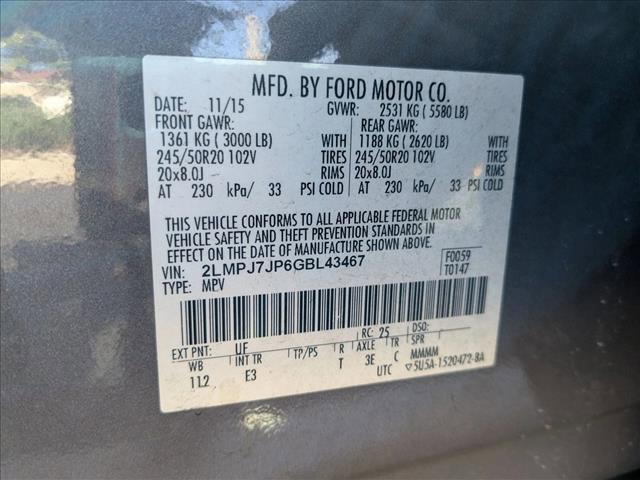 MFD. BY FORD MOTOR CO.
DATE: 11/15 GVWR: 2531 KG ( 5580 LB)
FRONT GAWR: REAR GAWR:
1361 KG ( 3000 LB) WITH 1188 KG ( 2620 LB) WITH
245/50R20 102V TIRES 245/50R20 102V TIRES
20x8.0J RIMS 20x8.0J RIMS
AT 230 kPa/ 33 PSI COLD AT 230 kPa/ 33 PSI COLD
THIS VEHICLE CONFORMS TO ALL APPLICABLE FEDERAL MOTOR
VEHICLE SAFETY AND THEFT PREVENTION STANDARDS IN
EFFECT ON THE DATE OF MANUFACTURE SHOWN ABOVE.
VIN: 2LMPJ7JP6GBL43467 F0059
TYPE: MPV T0147
EXT PNT: UF RC: 25 DSO:
WB INT TR TP/PS R AXLE TR SPR
11.2 E3 T 3E C MMMM
UTC ▽5U5A-1520472-BA